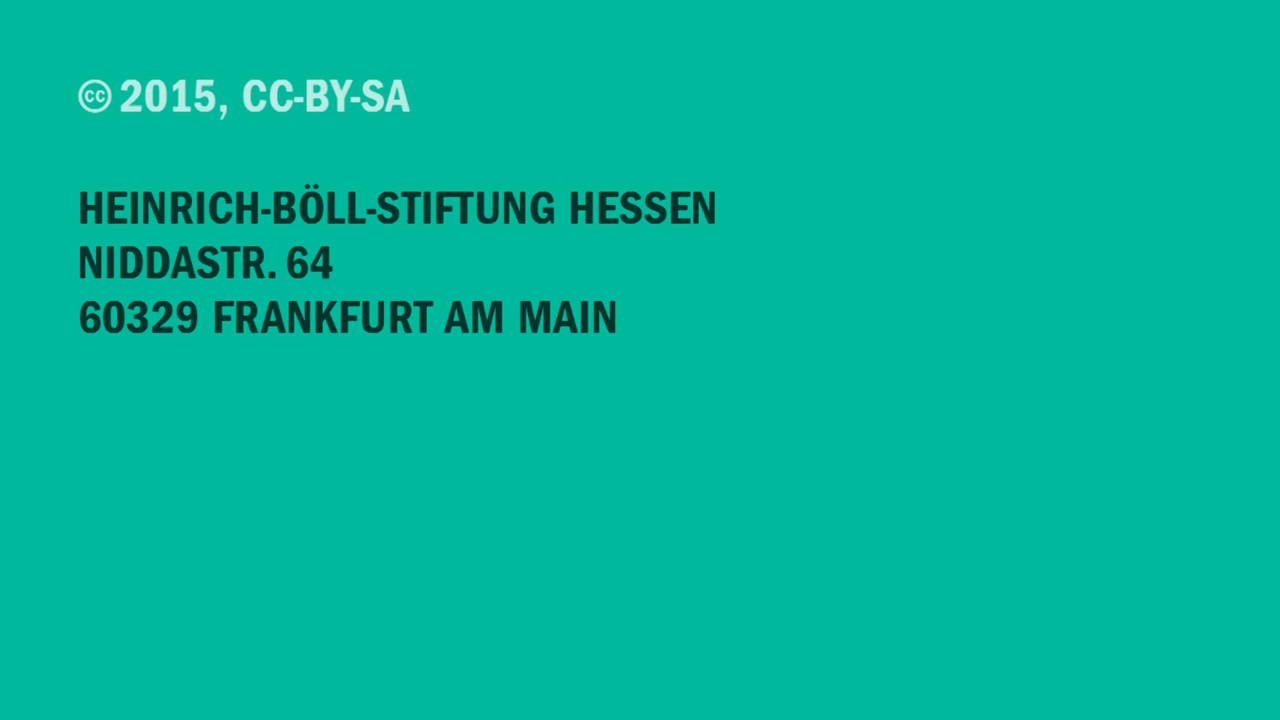 🅭 2015, CC-BY-SA
HEINRICH-BÖLL-STIFTUNG HESSEN
NIDDASTR. 64
60329 FRANKFURT AM MAIN